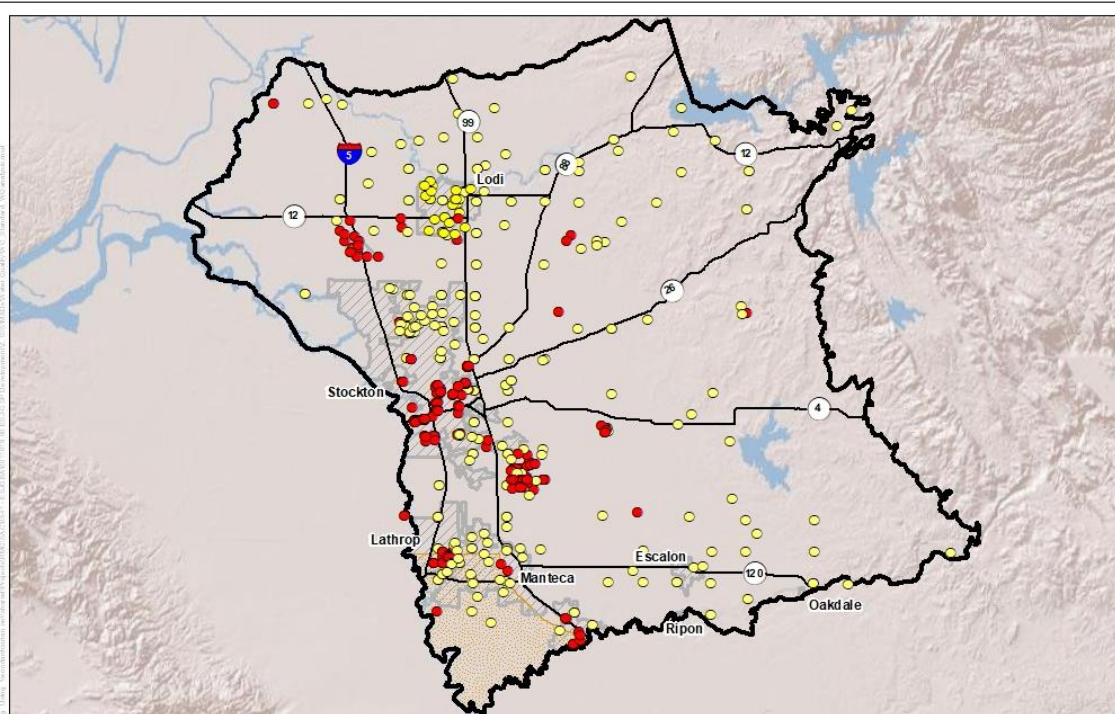 99
5
88
12
Lodi
12
26
Stockton
4
Lathrop
Escalon
Manteca
120
Oakdale
Ripon